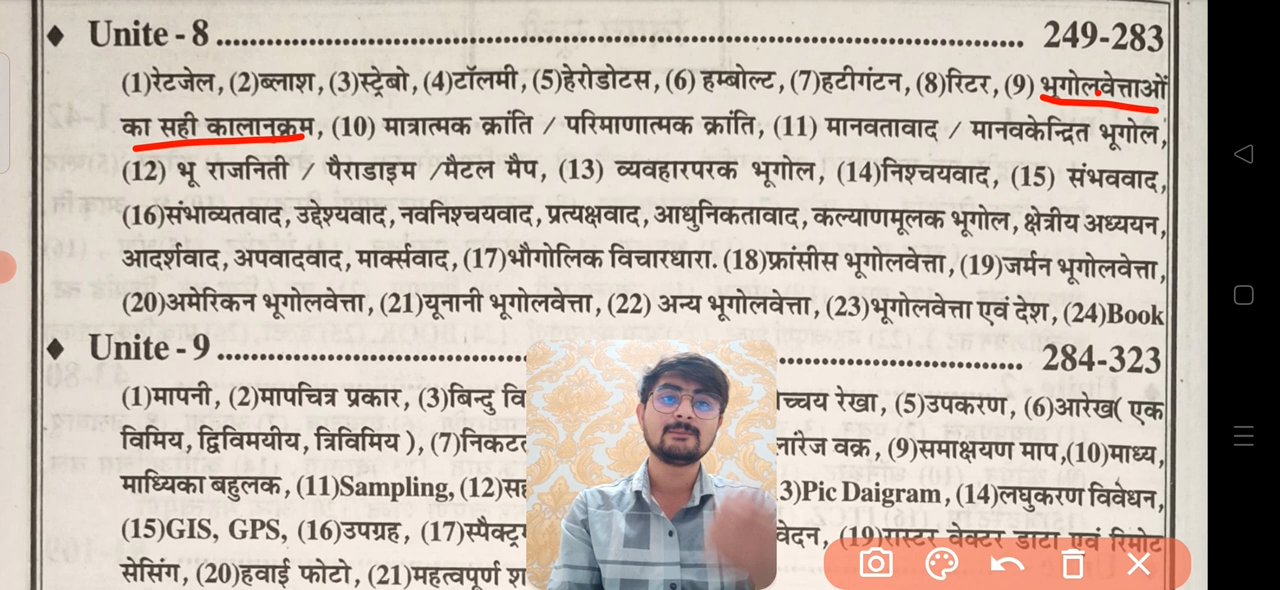 ♦ Unite - 8 ........................................ 249-283
(1)रेटजेल, (2)ब्लाश, (3)स्ट्रेबो, (4)टॉलमी, (5)हेरोडोटस, (6) हम्बोल्ट, (7)हटीगंटन, (8)रिटर, (9) भूगोलवेत्ताओं
का सही कालानक्रम, (10) मात्रात्मक क्रांति / परिमाणात्मक क्रांति, (11) मानवतावाद / मानवकेन्द्रित भूगोल,
(12) भू राजनिती / पैराडाइम /मैटल मैप, (13) व्यवहारपरक भूगोल, (14)निश्चयवाद, (15) संभववाद,
(16)संभाव्यतवाद, उद्देश्यवाद, नवनिश्चयवाद, प्रत्यक्षवाद, आधुनिकतावाद, कल्याणमूलक भूगोल, क्षेत्रीय अध्ययन,
आदर्शवाद, अपवादवाद, मार्क्सवाद, (17)भौगोलिक विचारधारा. (18)फ्रांसीस भूगोलवेत्ता, (19)जर्मन भूगोलवेत्ता,
(20)अमेरिकन भूगोलवेत्ता, (21)यूनानी भूगोलवेत्ता, (22) अन्य भूगोलवेत्ता, (23)भूगोलवेत्ता एवं देश, (24)Book
♦ Unite - 9 ........................................ 284-323
(1)मापनी, (2)मापचित्र प्रकार, (3)बिन्दु वि च्चय रेखा, (5)उपकरण, (6)आरेख( एक
विमिय, द्विविमयीय, त्रिविमिय ), (7)निकटत लारेज वक्र, (9)समाक्षयण माप,(10)माध्य,
माध्यिका बहुलक, (11)Sampling, (12)सह 3)Pic Daigram, (14)लघुकरण विवेधन,
(15)GIS, GPS, (16)उपग्रह, (17)स्पैक्ट्र वेदन, (19)रास्टर वेक्टर डाटा एवं रिमोट
सेसिंग, (20)हवाई फोटो, (21)महत्वपूर्ण श